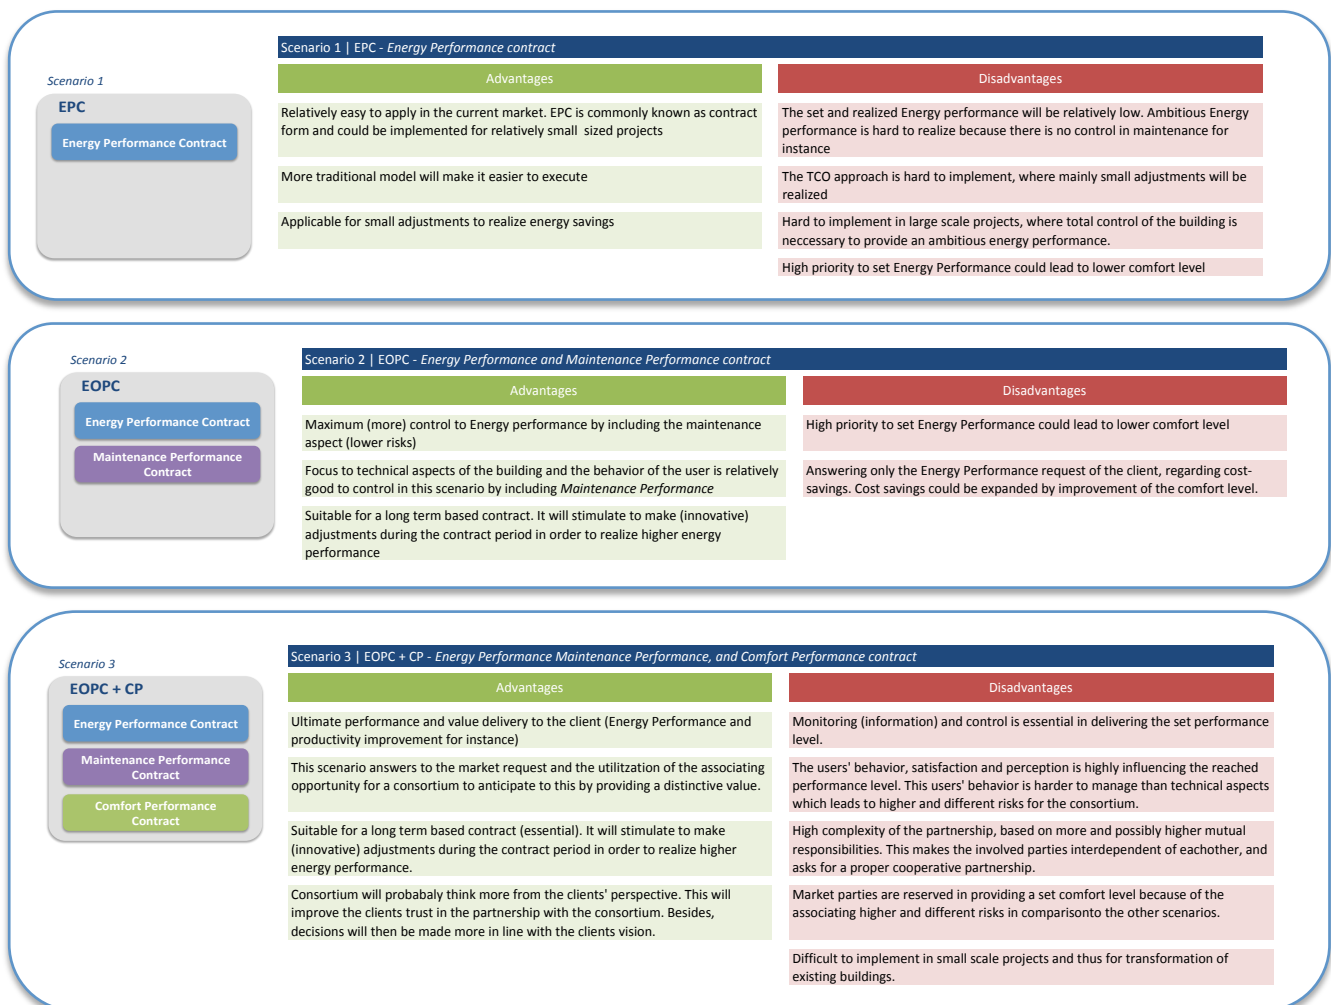 Scenario 1
EPC
Energy Performance Contract
Scenario 1 | EPC - Energy Performance contract
Advantages
Relatively easy to apply in the current market. EPC is commonly known as contract
form and could be implemented for relatively small  sized projects
More traditional model will make it easier to execute
Applicable for small adjustments to realize energy savings
Disadvantages
The set and realized Energy performance will be relatively low. Ambitious Energy
performance is hard to realize because there is no control in maintenance for
instance
The TCO approach is hard to implement, where mainly small adjustments will be
realized
Hard to implement in large scale projects, where total control of the building is
neccessary to provide an ambitious energy performance.
High priority to set Energy Performance could lead to lower comfort level
Scenario 2
EOPC
Energy Performance Contract
Maintenance Performance
Contract
Scenario 2 | EOPC - Energy Performance and Maintenance Performance contract
Advantages
Maximum (more) control to Energy performance by including the maintenance
aspect (lower risks)
Focus to technical aspects of the building and the behavior of the user is relatively
good to control in this scenario by including Maintenance Performance
Suitable for a long term based contract. It will stimulate to make (innovative)
adjustments during the contract period in order to realize higher energy
performance
Disadvantages
High priority to set Energy Performance could lead to lower comfort level
Answering only the Energy Performance request of the client, regarding cost-
savings. Cost savings could be expanded by improvement of the comfort level.
Scenario 3
EOPC + CP
Energy Performance Contract
Maintenance Performance
Contract
Comfort Performance
Contract
Scenario 3 | EOPC + CP - Energy Performance Maintenance Performance, and Comfort Performance contract
Advantages
Ultimate performance and value delivery to the client (Energy Performance and
productivity improvement for instance)
This scenario answers to the market request and the utilitzation of the associating
opportunity for a consortium to anticipate to this by providing a distinctive value.
Suitable for a long term based contract (essential). It will stimulate to make
(innovative) adjustments during the contract period in order to realize higher
energy performance.
Consortium will probabaly think more from the clients' perspective. This will
improve the clients trust in the partnership with the consortium. Besides,
decisions will then be made more in line with the clients vision.
Disadvantages
Monitoring (information) and control is essential in delivering the set performance
level.
The users' behavior, satisfaction and perception is highly influencing the reached
performance level. This users' behavior is harder to manage than technical aspects
which leads to higher and different risks for the consortium.
High complexity of the partnership, based on more and possibly higher mutual
responsibilities. This makes the involved parties interdependent of eachother, and
asks for a proper cooperative partnership.
Market parties are reserved in providing a set comfort level because of the
associating higher and different risks in comparisonto the other scenarios.
Difficult to implement in small scale projects and thus for transformation of
existing buildings.